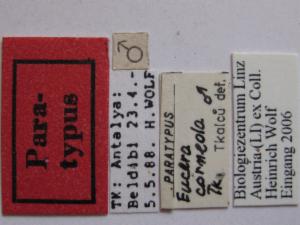 Para-
typus
♂
TK: Antalya:
Beldibi 23.4.-
5.5.88. H.WOLF
.PARATYPUS
Eucera
corneola ♂
Tk.
Tkalců det.
Biologiezentrum Linz
Austria (LI) ex Coll.
Heinrich Wolf
Eingang 2006